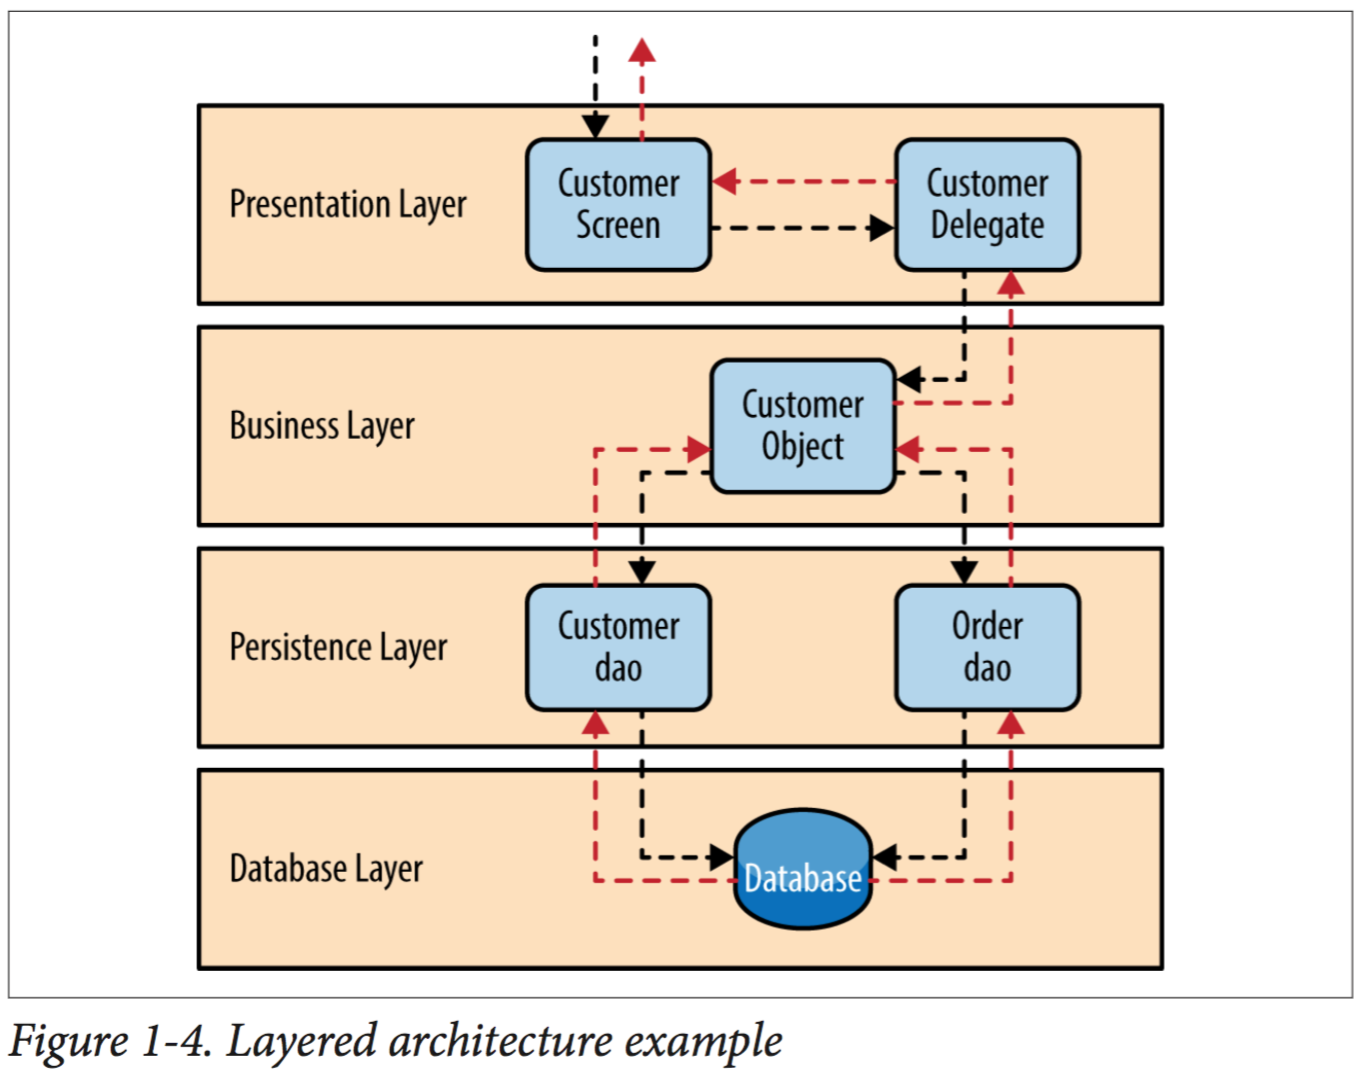 Presentation Layer
Customer
Screen
Customer
Delegate
Business Layer
Customer
Object
Persistence Layer
Customer
dao
Order
dao
Database Layer
Database
Figure 1-4. Layered architecture example